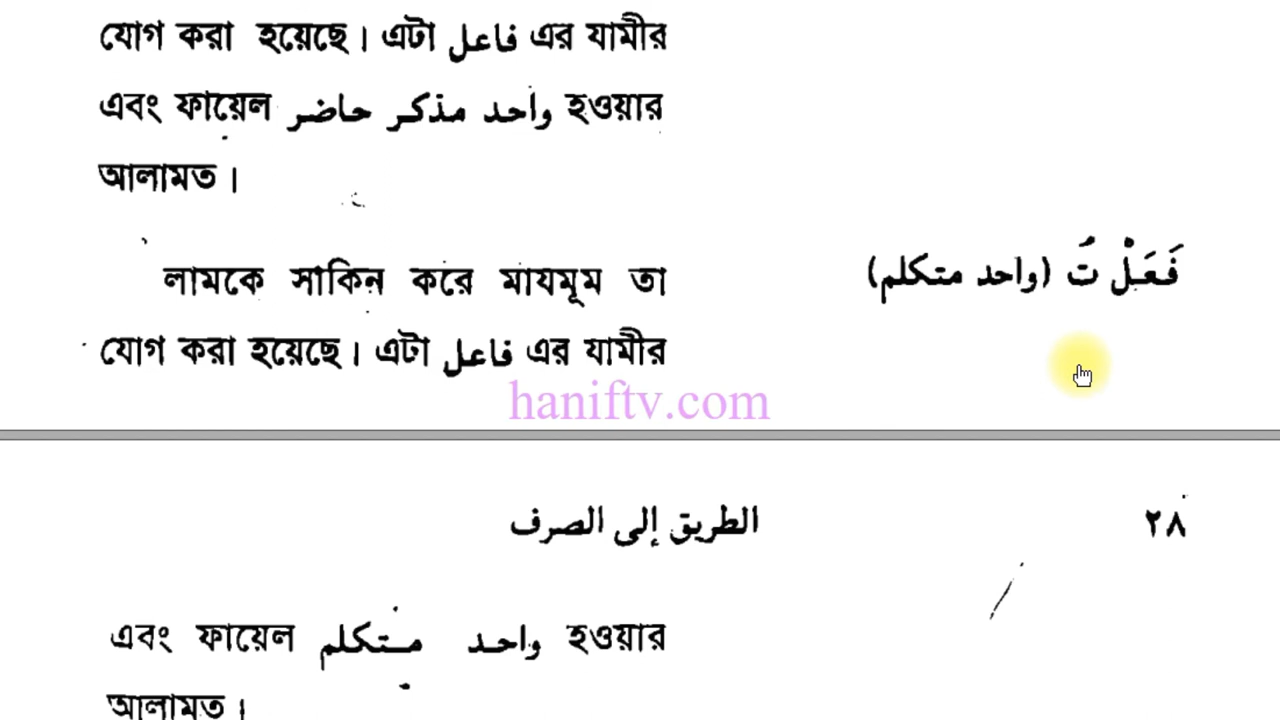 যোগ করা হয়েছে। এটা فاعل এর যামীর
এবং ফায়েল واحد مذكر حاضر হওয়ার
আলামত।
লামকে সাকিন করে মাযমূম তা
فَعَلْ تُ (واحد متكلم)
যোগ করা হয়েছে। এটা فاعل এর যামীর
haniftv.com
الطريق إلى الصرف
٢٨
এবং ফায়েল واحد متكلم হওয়ার
আলামত।